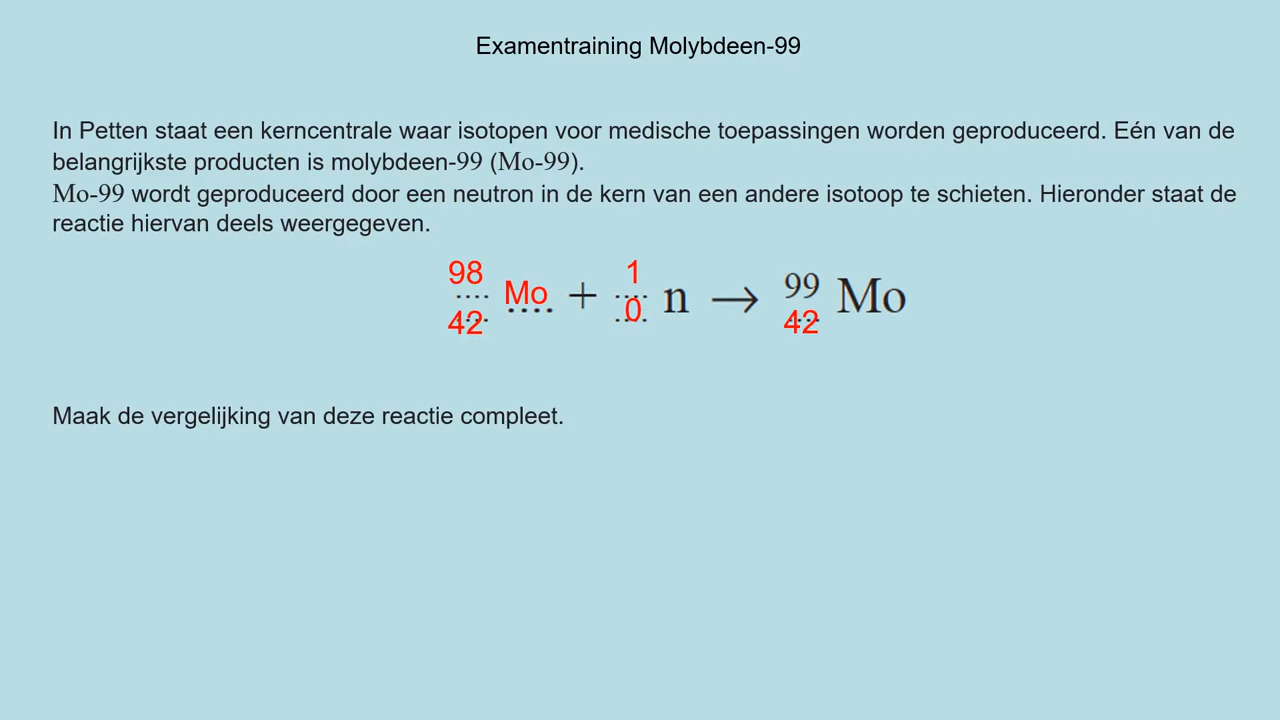 Examentraining Molybdeen-99
In Petten staat een kerncentrale waar isotopen voor medische toepassingen worden geproduceerd. Eén van de
belangrijkste producten is molybdeen-99 (Mo-99).
Mo-99 wordt geproduceerd door een neutron in de kern van een andere isotoop te schieten. Hieronder staat de
reactie hiervan deels weergegeven.
98 1 99
.... Mo + .... n → Mo
42 0 42
Maak de vergelijking van deze reactie compleet.